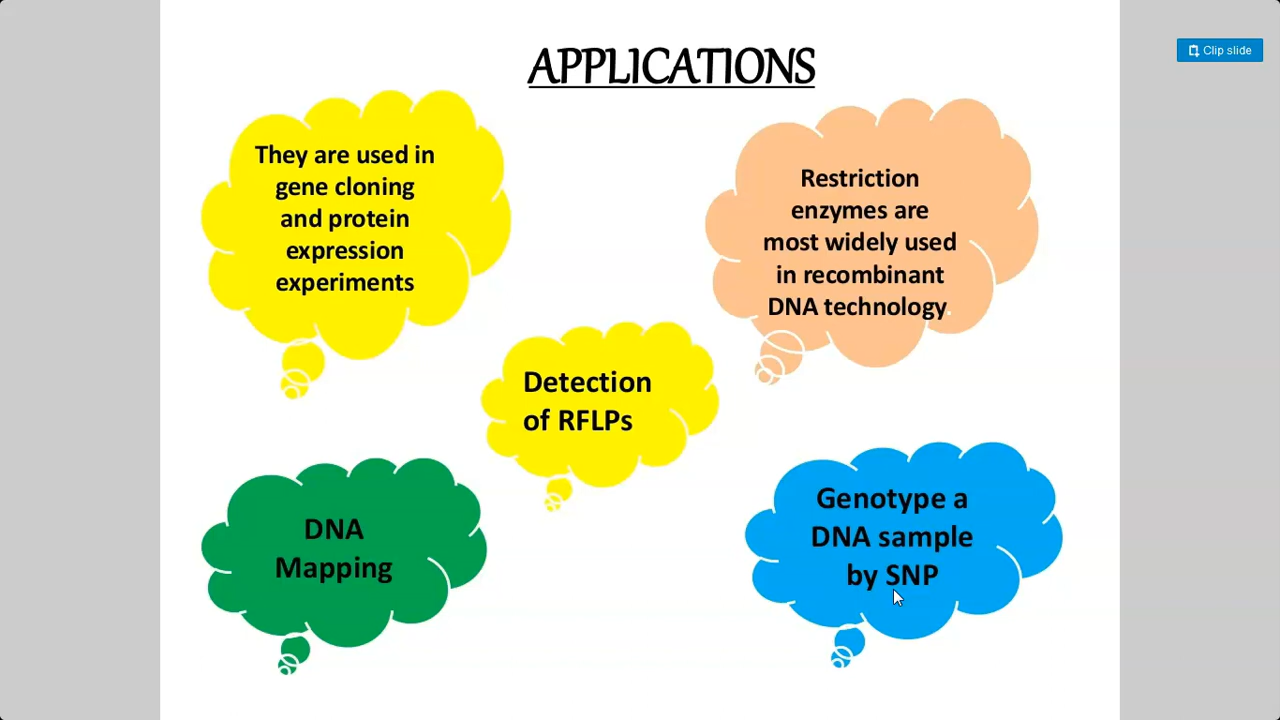 APPLICATIONS
Clip slide
They are used in
gene cloning
and protein
expression
experiments
Restriction
enzymes are
most widely used
in recombinant
DNA technology.
Detection
of RFLPs
DNA
Mapping
Genotype a
DNA sample
by SNP